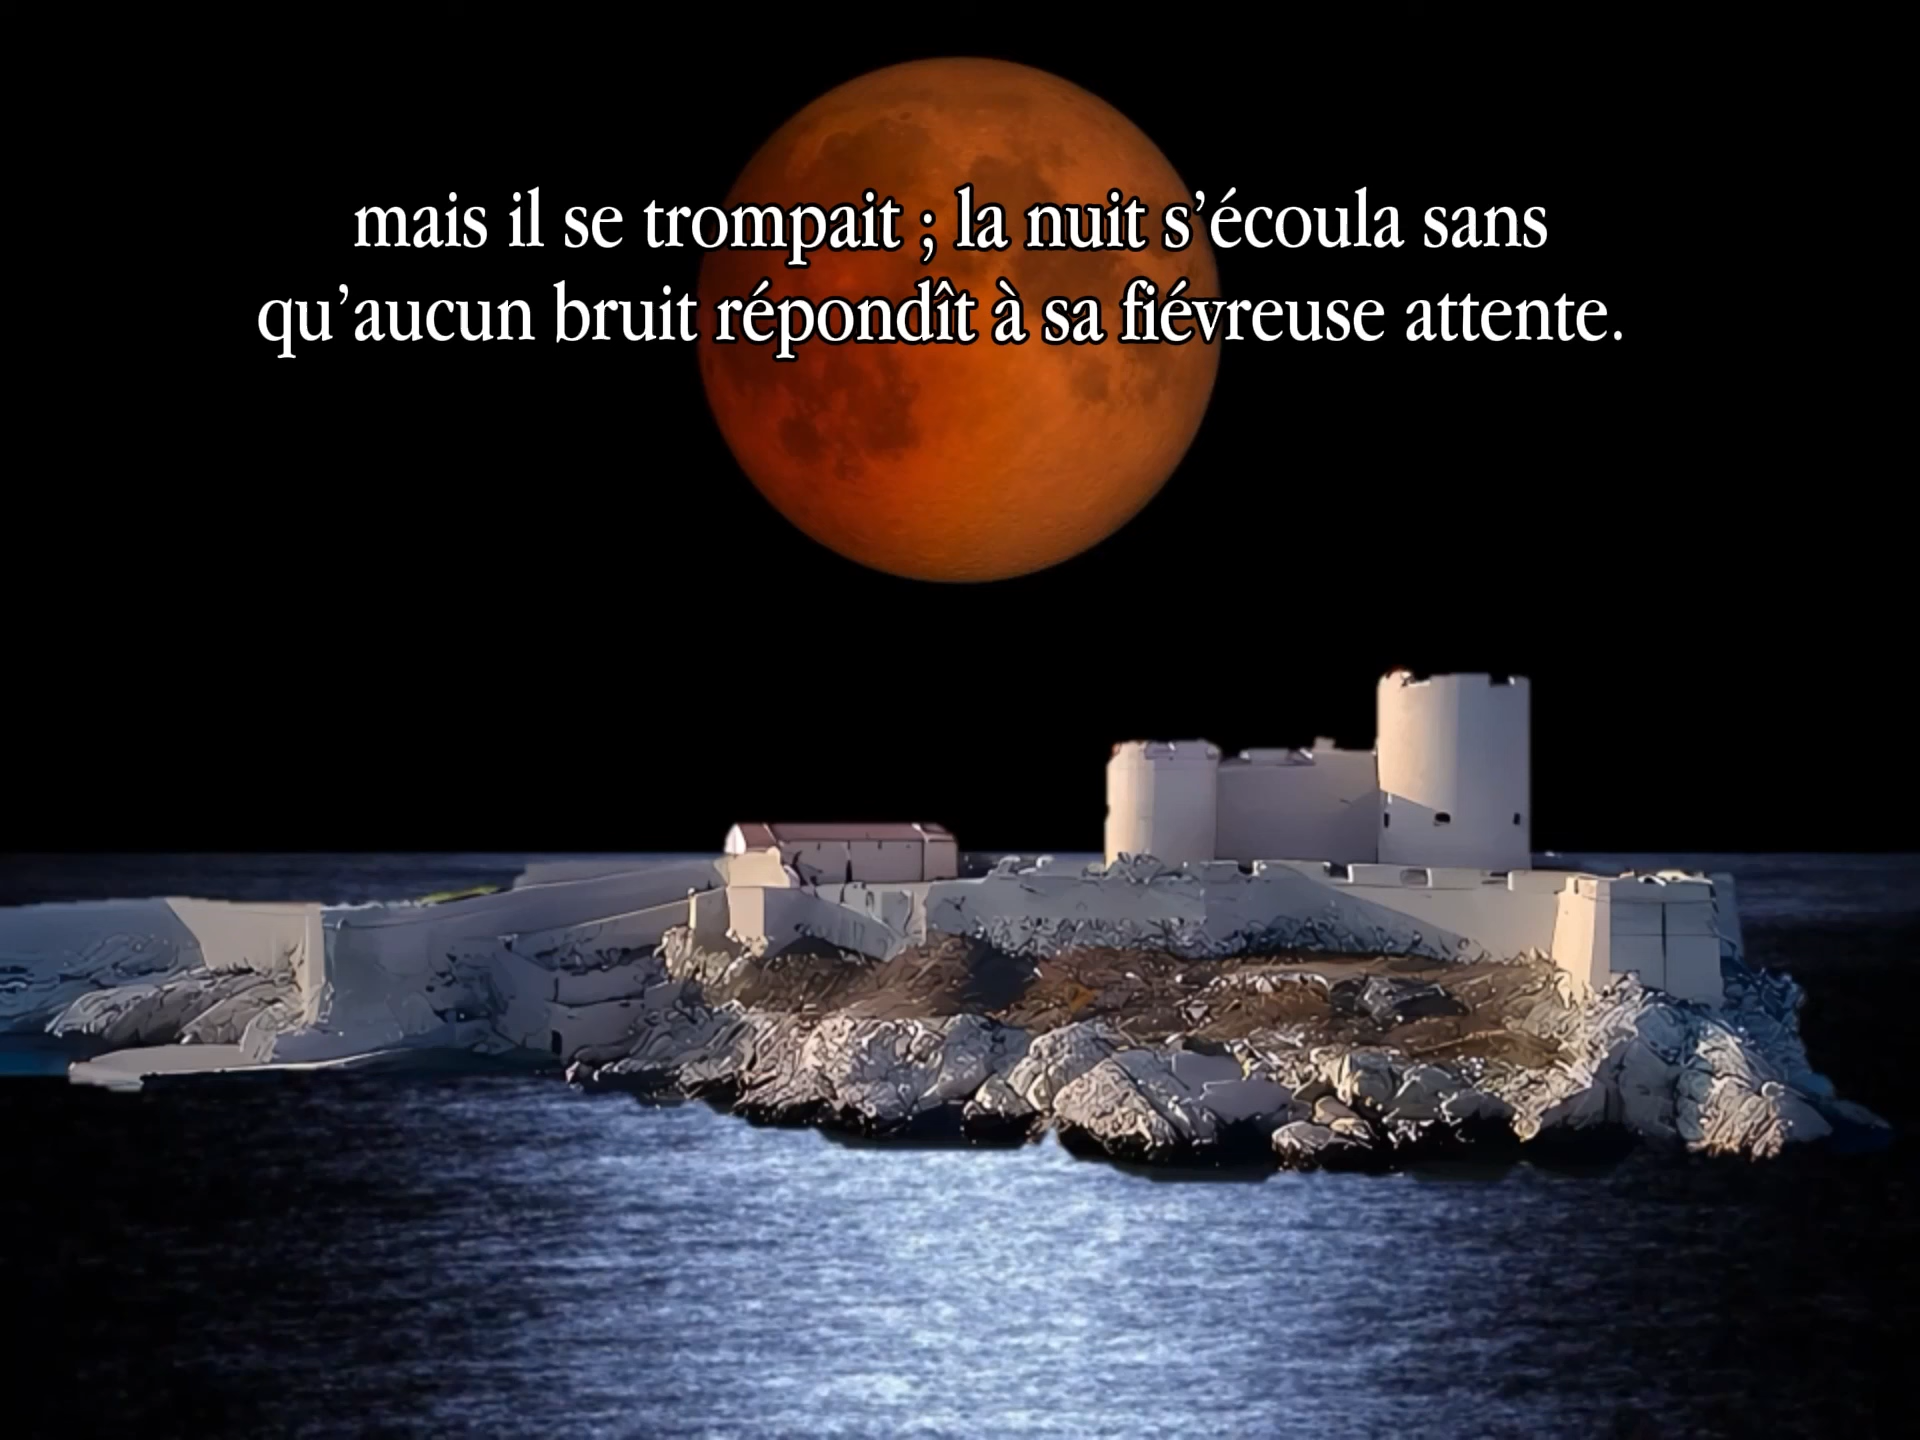 mais il se trompait ; la nuit s’écoula sans
qu’aucun bruit répondît à sa fiévreuse attente.